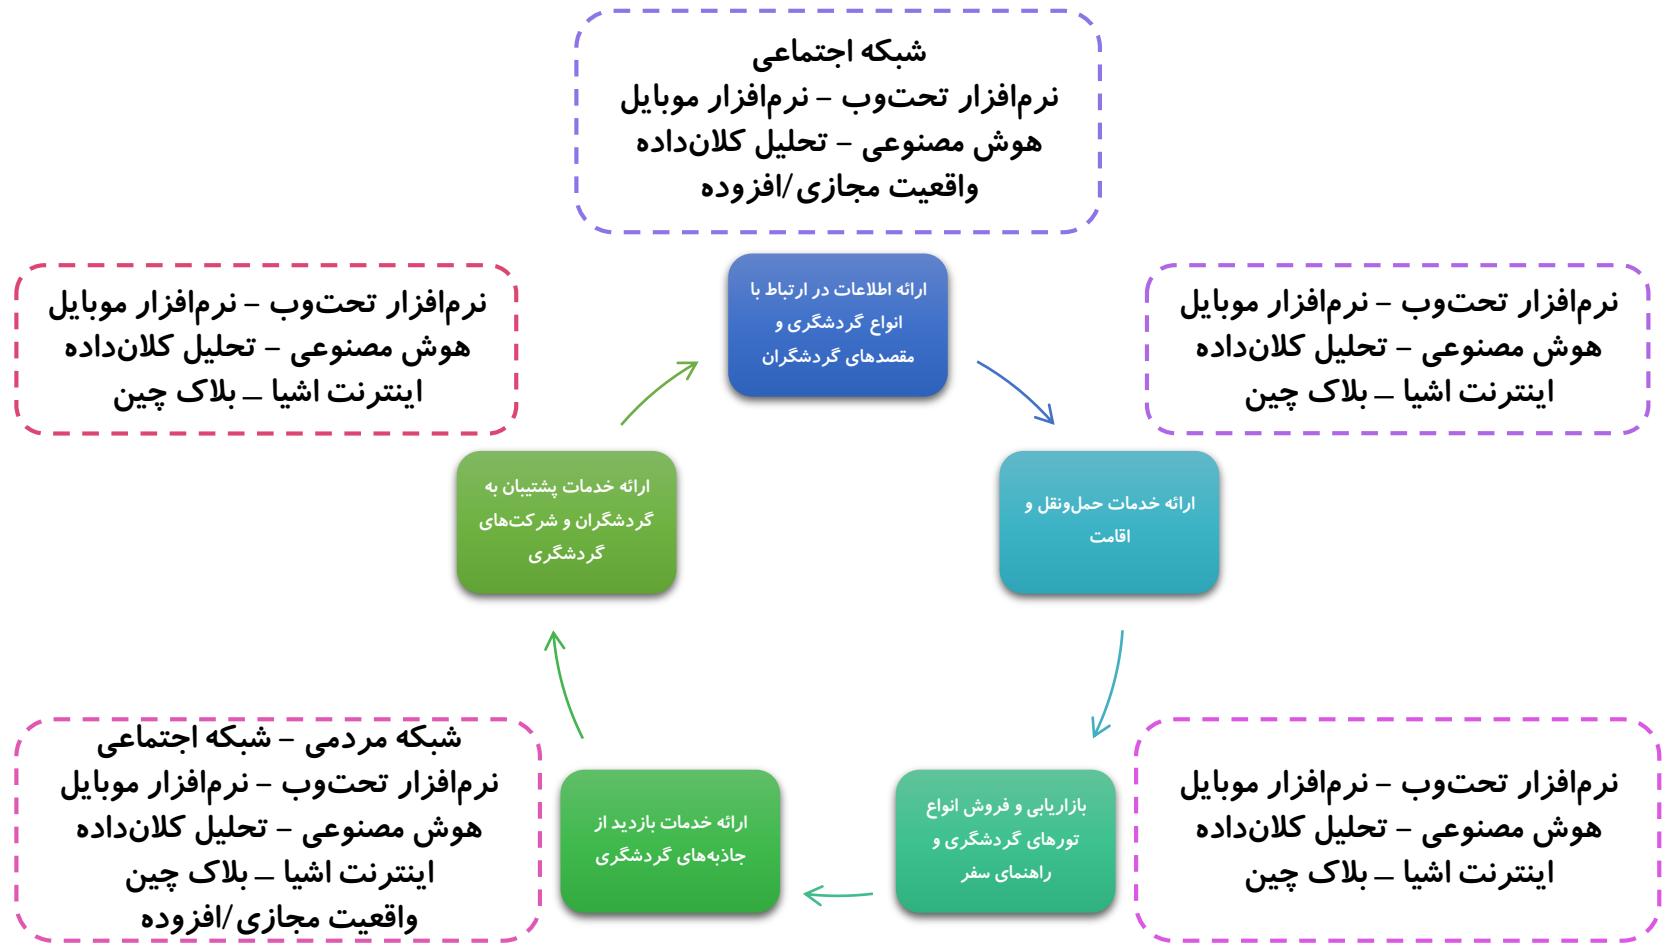 شبکه اجتماعی
نرم‌افزار تحت‌وب – نرم‌افزار موبایل
هوش مصنوعی – تحلیل کلان‌داده
واقعیت مجازی/افزوده
ارائه اطلاعات در ارتباط با
انواع گردشگری و
مقصدهای گردشگران
نرم‌افزار تحت‌وب – نرم‌افزار موبایل
هوش مصنوعی – تحلیل کلان‌داده
اینترنت اشیا – بلاک چین
ارائه خدمات حمل‌ونقل و
اقامت
نرم‌افزار تحت‌وب – نرم‌افزار موبایل
هوش مصنوعی – تحلیل کلان‌داده
اینترنت اشیا – بلاک چین
بازاریابی و فروش انواع
تورهای گردشگری و
راهنمای سفر
ارائه خدمات بازدید از
جاذبه‌های گردشگری
شبکه مردمی – شبکه اجتماعی
نرم‌افزار تحت‌وب – نرم‌افزار موبایل
هوش مصنوعی – تحلیل کلان‌داده
اینترنت اشیا – بلاک چین
واقعیت مجازی/افزوده
ارائه خدمات پشتیبان به
گردشگران و شرکت‌های
گردشگری
نرم‌افزار تحت‌وب – نرم‌افزار موبایل
هوش مصنوعی – تحلیل کلان‌داده
اینترنت اشیا – بلاک چین